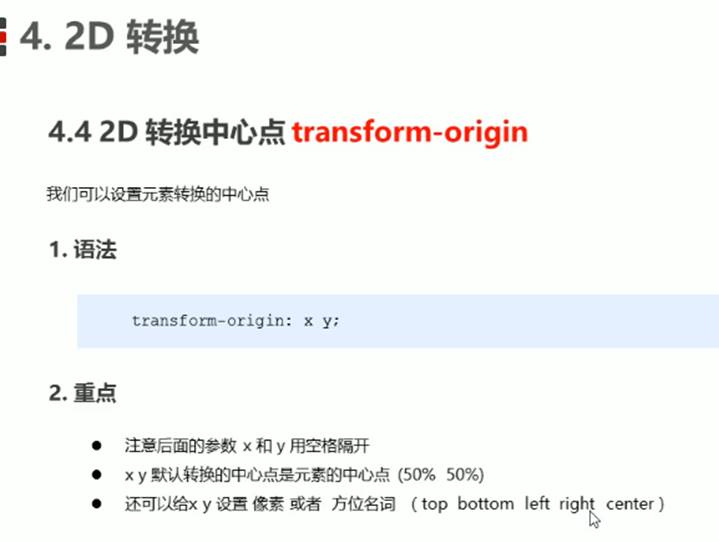 4. 2D 转换
4.4 2D 转换中心点 transform-origin
我们可以设置元素转换的中心点
1. 语法
transform-origin: x y;
2. 重点
● 注意后面的参数 x 和 y 用空格隔开
● x y 默认转换的中心点是元素的中心点 (50% 50%)
● 还可以给x y 设置 像素 或者 方位名词 （ top bottom left right center ）